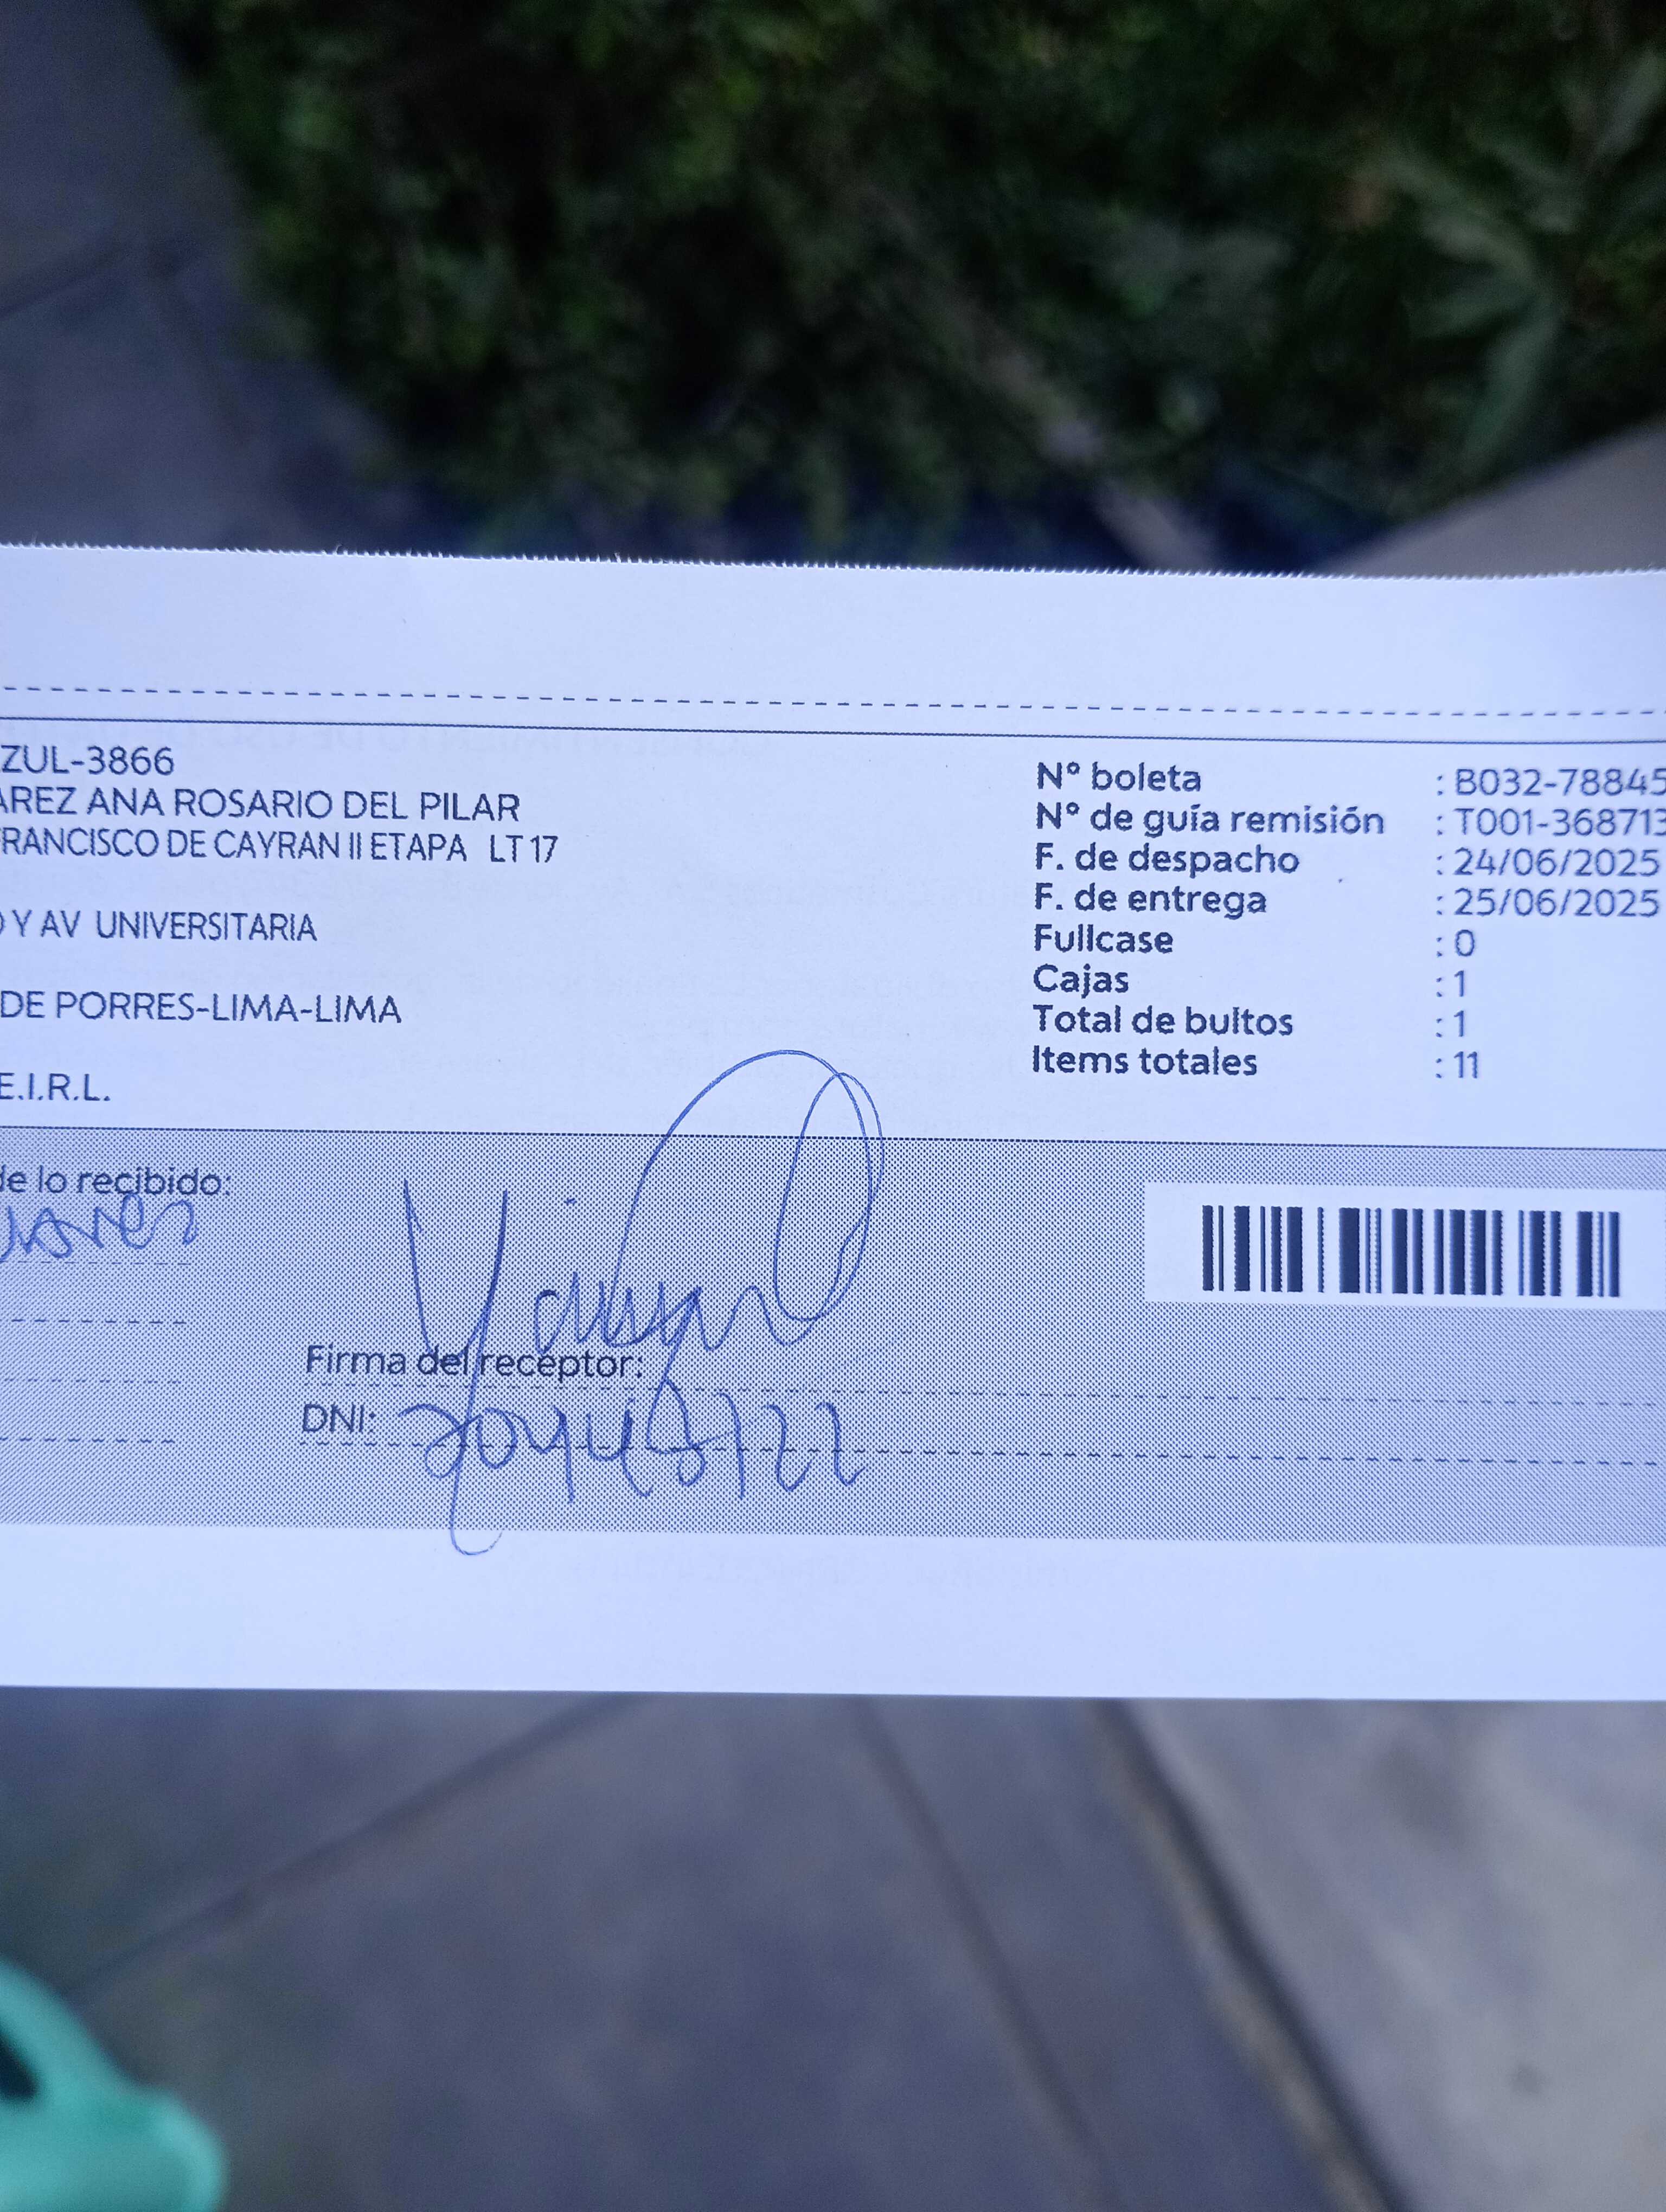 ZUL-3866
AREZ ANA ROSARIO DEL PILAR
FRANCISCO DE CAYRAN II ETAPA LT 17
O Y AV UNIVERSITARIA
DE PORRES-LIMA-LIMA
E.I.R.L.
N° boleta : B032-78845
N° de guía remisión : T001-368713
F. de despacho : 24/06/2025
F. de entrega : 25/06/2025
Fullcase : 0
Cajas : 1
Total de bultos : 1
Items totales : 11
de lo recibido:
Firma del receptor:
DNI: